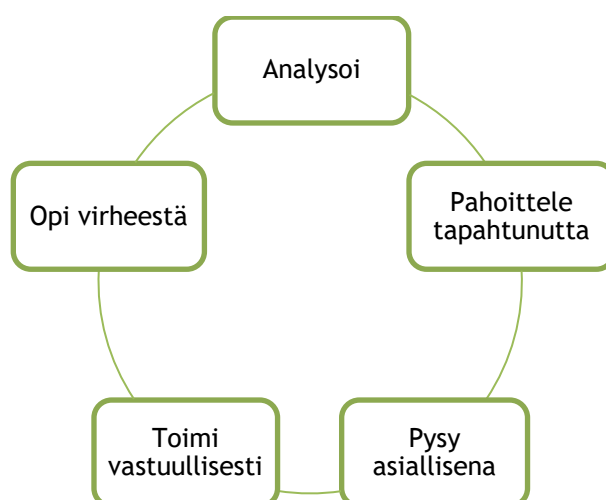 Analysoi
Pahoittele
tapahtunutta
Pysy
asiallisena
Toimi
vastuullisesti
Opi virheestä